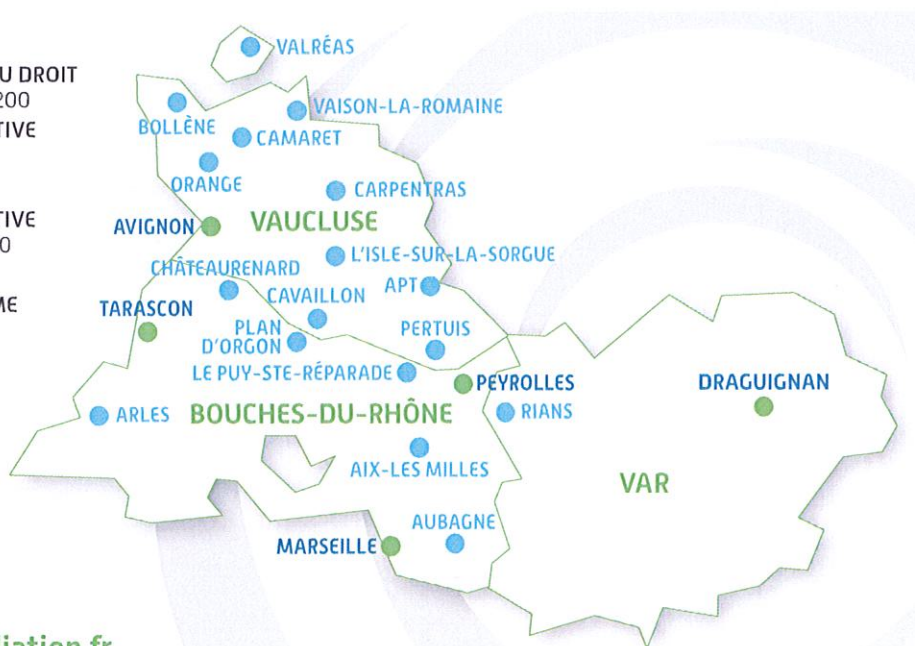 U DROIT
200
TIVE
TIVE
0
ME
VALRÉAS
BOLLÈNE
VAISON-LA-ROMAINE
CAMARET
ORANGE
CARPENTRAS
AVIGNON
VAUCLUSE
L'ISLE-SUR-LA-SORGUE
CHÂTEAURENARD
APT
CAVAILLON
TARASCON
PLAN
D'ORGON
PERTUIS
LE PUY-STE-RÉPARADE
PEYROLLES
DRAGUIGNAN
ARLES
BOUCHES-DU-RHÔNE
RIANS
AIX-LES MILLES
VAR
AUBAGNE
MARSEILLE
liation.fr